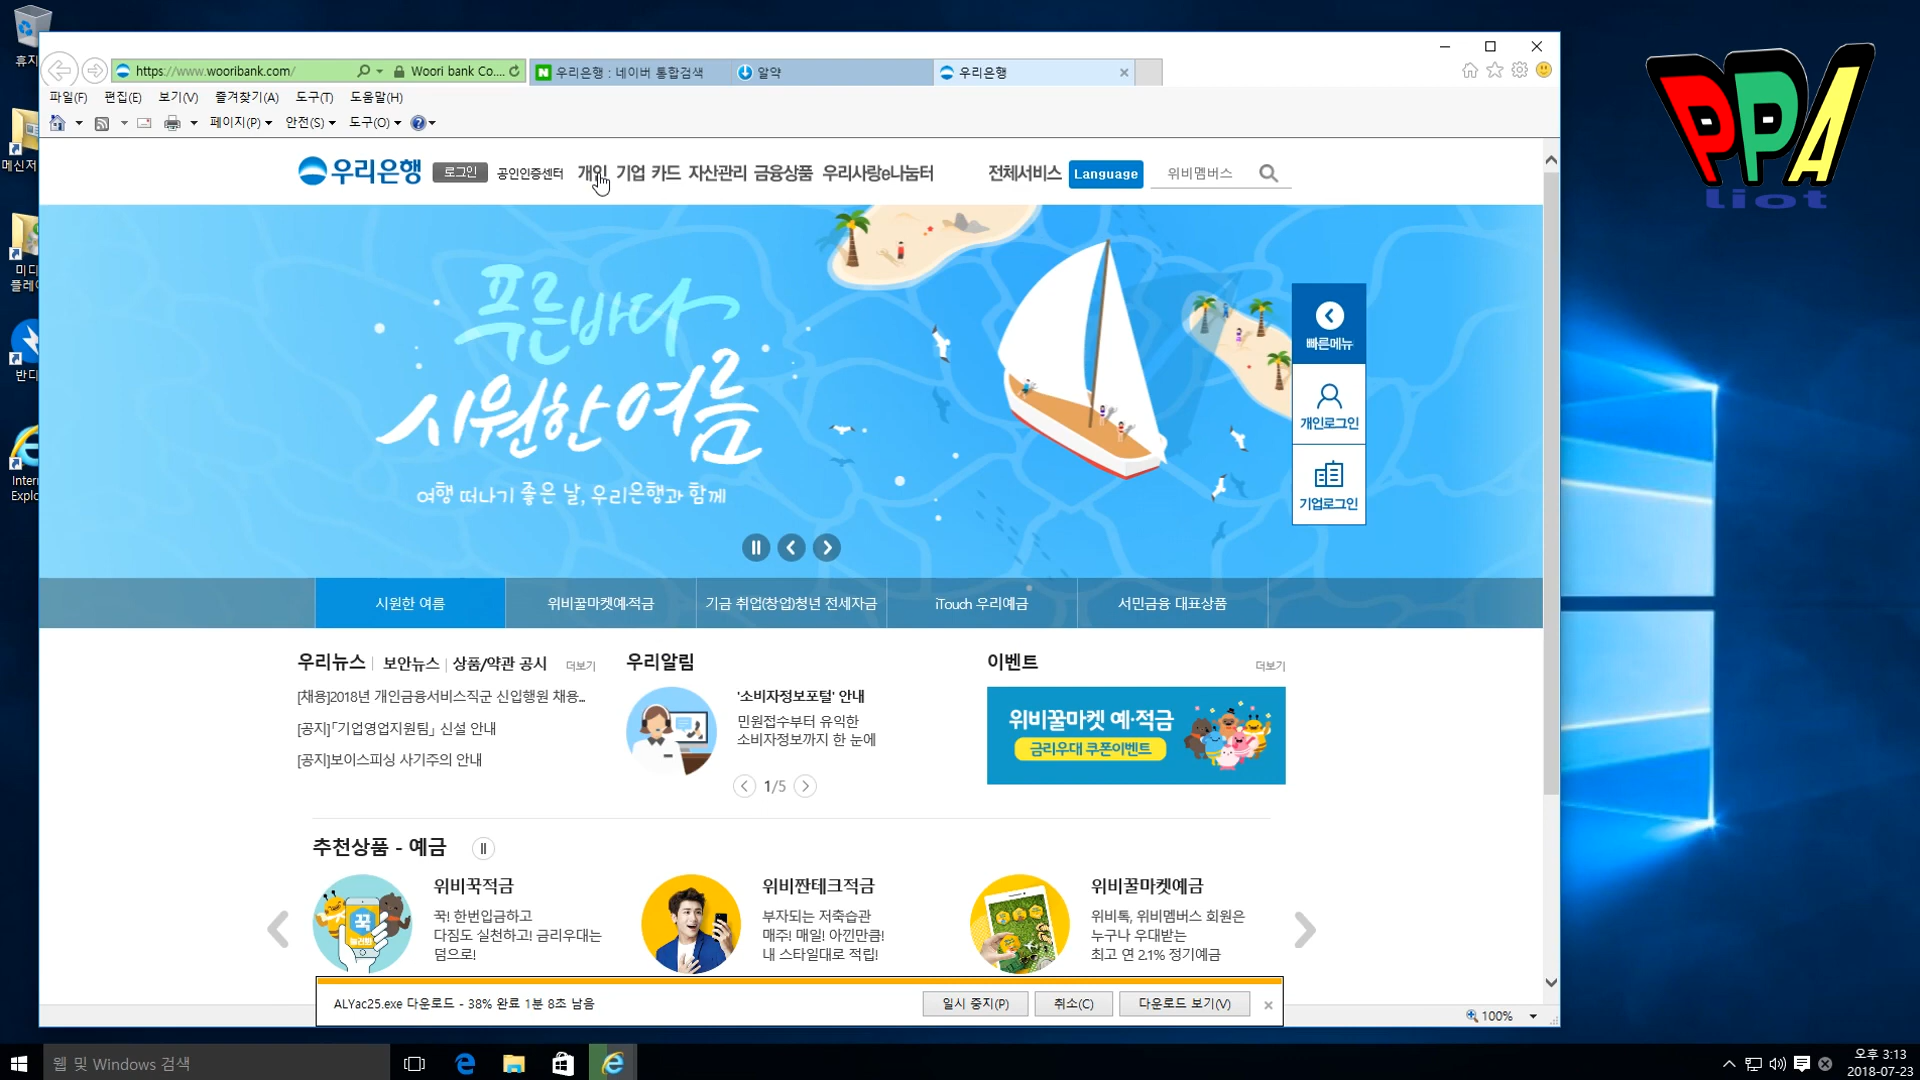 https://www.wooribank.com/
Woori bank Co....
우리은행 : 네이버 통합검색
알약
우리은행
파일(F) 편집(E) 보기(V) 즐겨찾기(A) 도구(T) 도움말(H)
페이지(P) 안전(S) 도구(O)
우리은행 로그인 공인인증센터 개인 기업 카드 자산관리 금융상품 우리사랑e나눔터 전체서비스 Language 위비멤버스
PPA
liot
푸른바다
시원한 여름
여행 떠나기 좋은 날, 우리은행과 함께
빠른메뉴
개인로그인
기업로그인
시원한 여름 위비꿀마켓예·적금 기금 취업(창업)청년 전세자금 iTouch 우리예금 서민금융 대표상품
우리뉴스 보안뉴스 상품/약관 공시 더보기
[채용]2018년 개인금융서비스직군 신입행원 채용...
[공지]「기업영업지원팀」 신설 안내
[공지]보이스피싱 사기주의 안내
우리알림
'소비자정보포털' 안내
민원접수부터 유익한
소비자정보까지 한 눈에
1/5
이벤트 더보기
위비꿀마켓 예·적금
금리우대 쿠폰이벤트
추천상품 - 예금
위비꾹적금
꾹! 한번입금하고
다짐도 실천하고! 금리우대는
덤으로!
위비짠테크적금
부자되는 저축습관
매주! 매일! 아낀만큼!
내 스타일대로 적립!
위비꿀마켓예금
위비톡, 위비멤버스 회원은
누구나 우대받는
최고 연 2.1% 정기예금
꾹
ALYac25.exe 다운로드 - 38% 완료 1분 8초 남음 일시 중지(P) 취소(C) 다운로드 보기(V)
100%
웹 및 Windows 검색
오후 3:13
2018-07-23